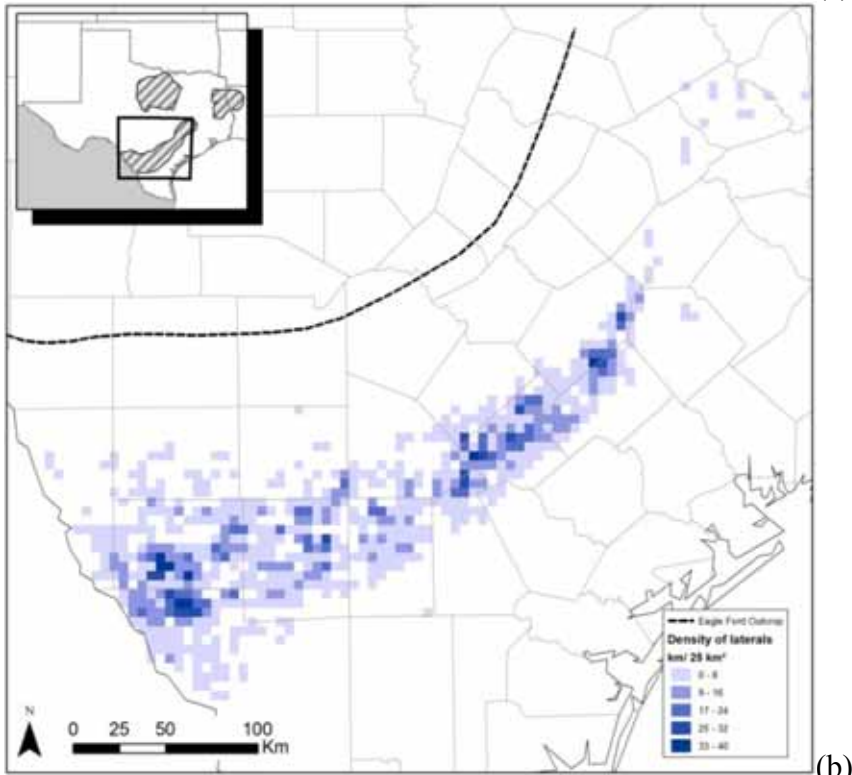 Eagle Ford Outcrop
Density of laterals
km/ 25 km²
0 - 8
9 - 16
17 - 24
25 - 32
33 - 40
N
0 25 50 100
Km
(b)